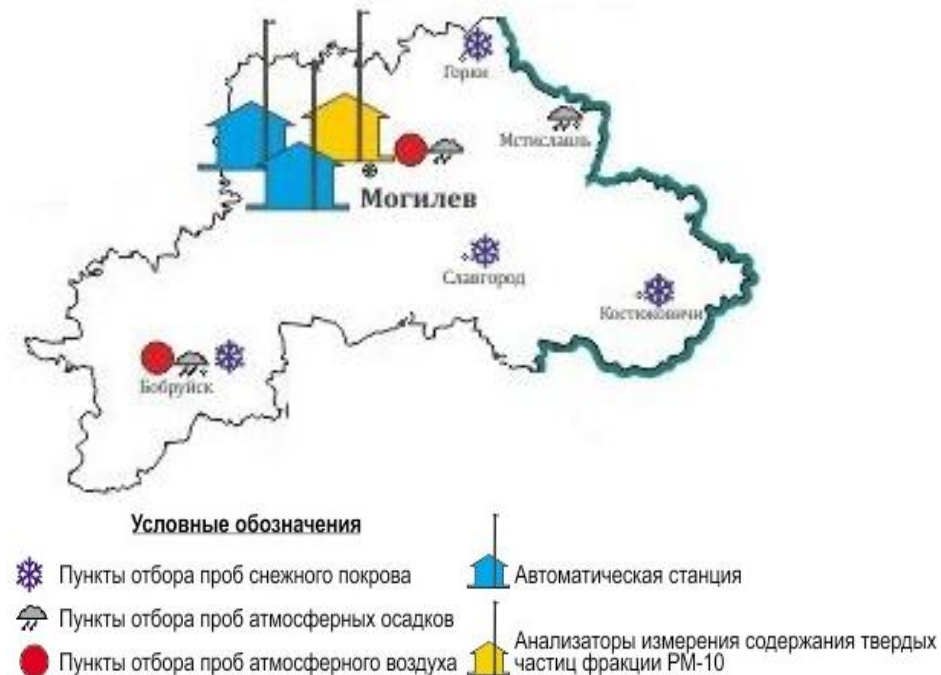 Горки
Мстиславль
Могилев
Славгород
Костюковичи
Бобруйск
Условные обозначения
Пункты отбора проб снежного покрова
Пункты отбора проб атмосферных осадков
Пункты отбора проб атмосферного воздуха
Автоматическая станция
Анализаторы измерения содержания твердых
частиц фракции РМ-10